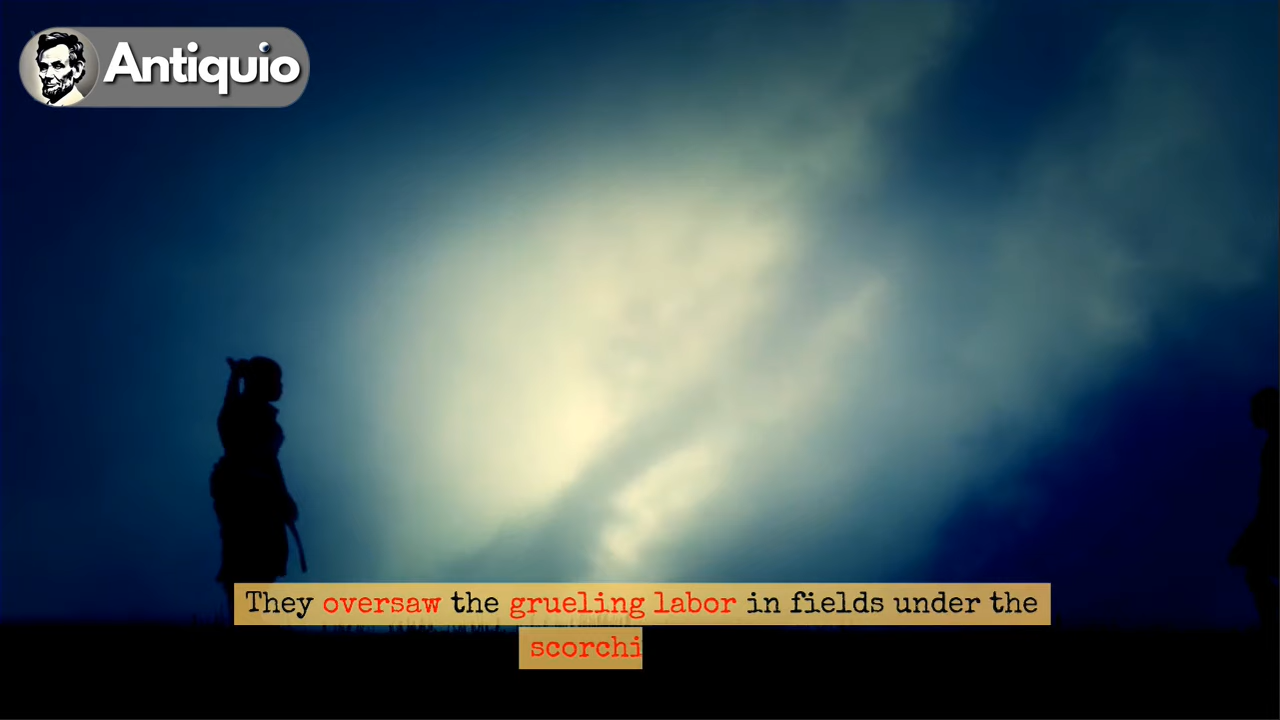 Antiquio
They oversaw the grueling labor in fields under the
scorchi